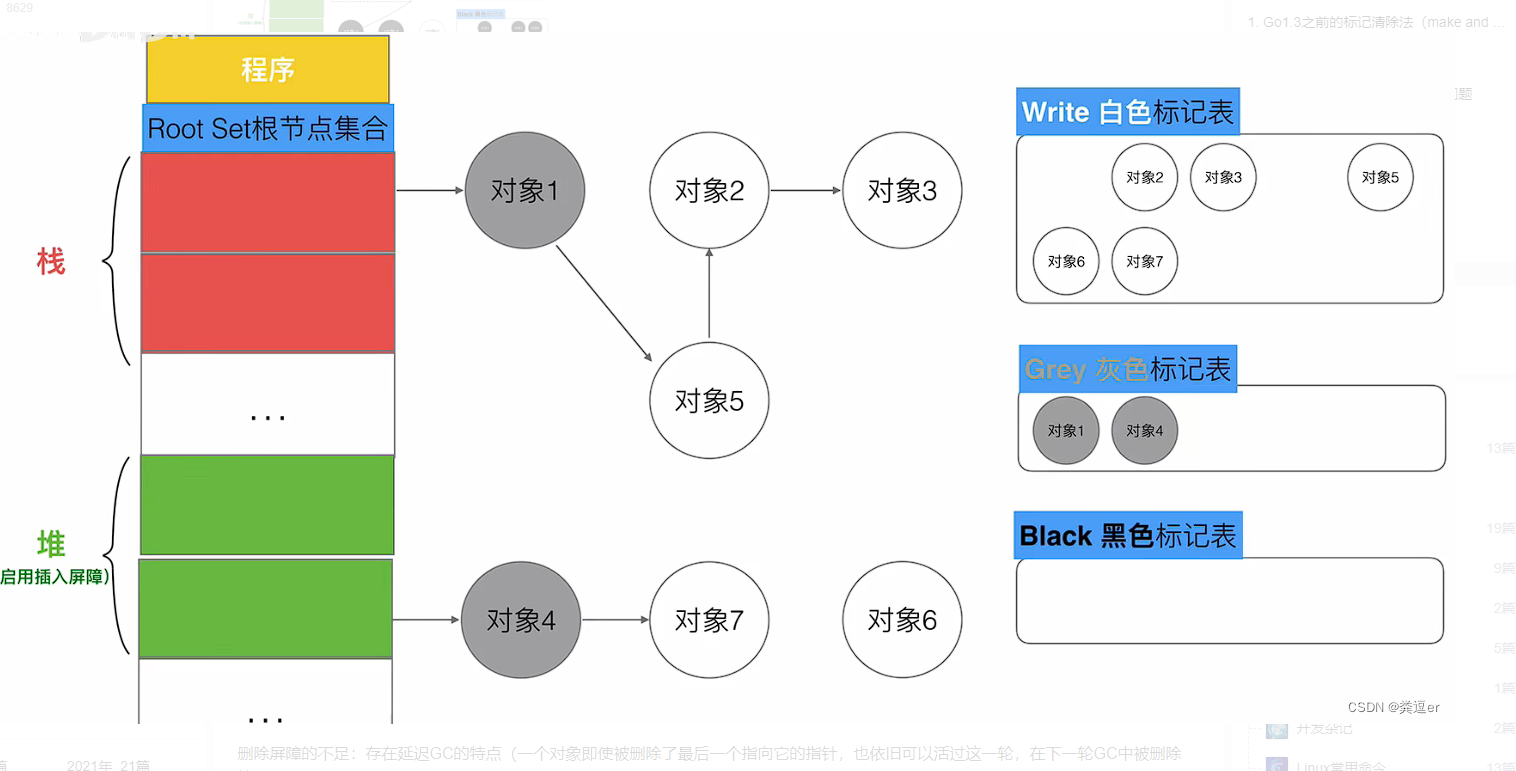 8629
1. Go1.3之前的标记清除法（make and ...
程序
Root Set根节点集合
栈
...
堆
启用插入屏障)
...
对象1
对象2
对象3
对象5
对象4
对象7
对象6
Write 白色标记表
对象2
对象3
对象5
对象6
对象7
Grey 灰色标记表
对象1
对象4
Black 黑色标记表
题
13篇
19篇
9篇
2篇
5篇
1篇
2篇
13篇
CSDN @粪逗er
开发杂记
Linux常用命令
删除屏障的不足：存在延迟GC的特点（一个对象即使被删除了最后一个指向它的指针，也依旧可以活过这一轮，在下一轮GC中被删除
篇
2021年 21篇